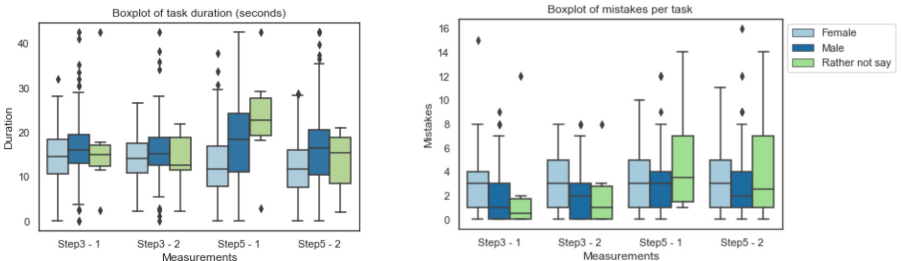 Boxplot of task duration (seconds)
40
30
20
10
0
Duration
Step3 - 1 Step3 - 2 Step5 - 1 Step5 - 2
Measurements
Boxplot of mistakes per task
16
14
12
10
8
6
4
2
0
Mistakes
Step3 - 1 Step3 - 2 Step5 - 1 Step5 - 2
Measurements
Female
Male
Rather not say